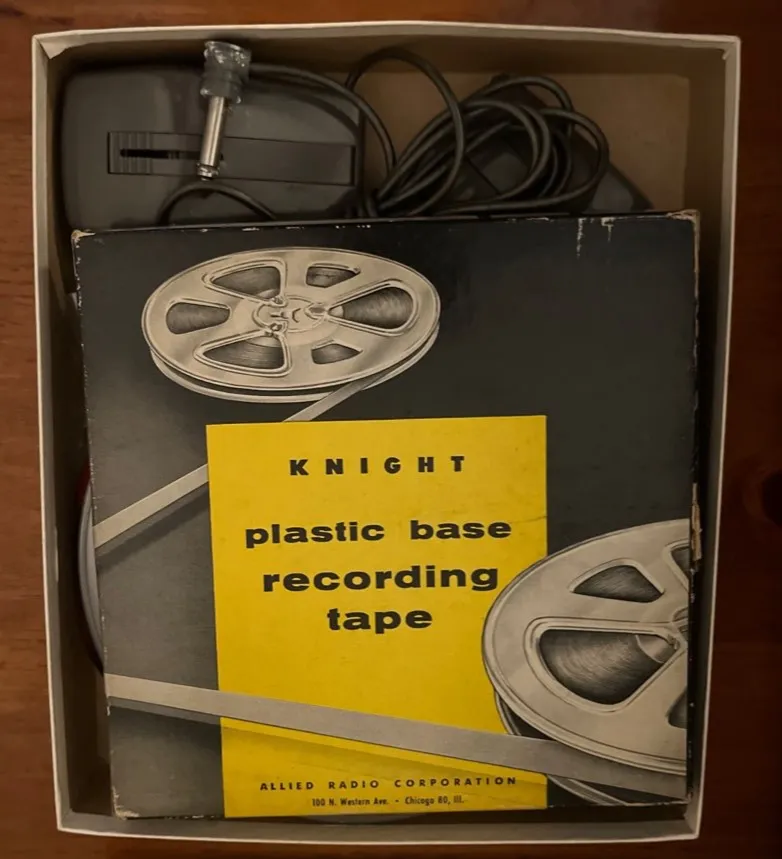 KNIGHT
plastic base
recording
tape
ALLIED RADIO CORPORATION
100 N. Western Ave. - Chicago 80, Ill.